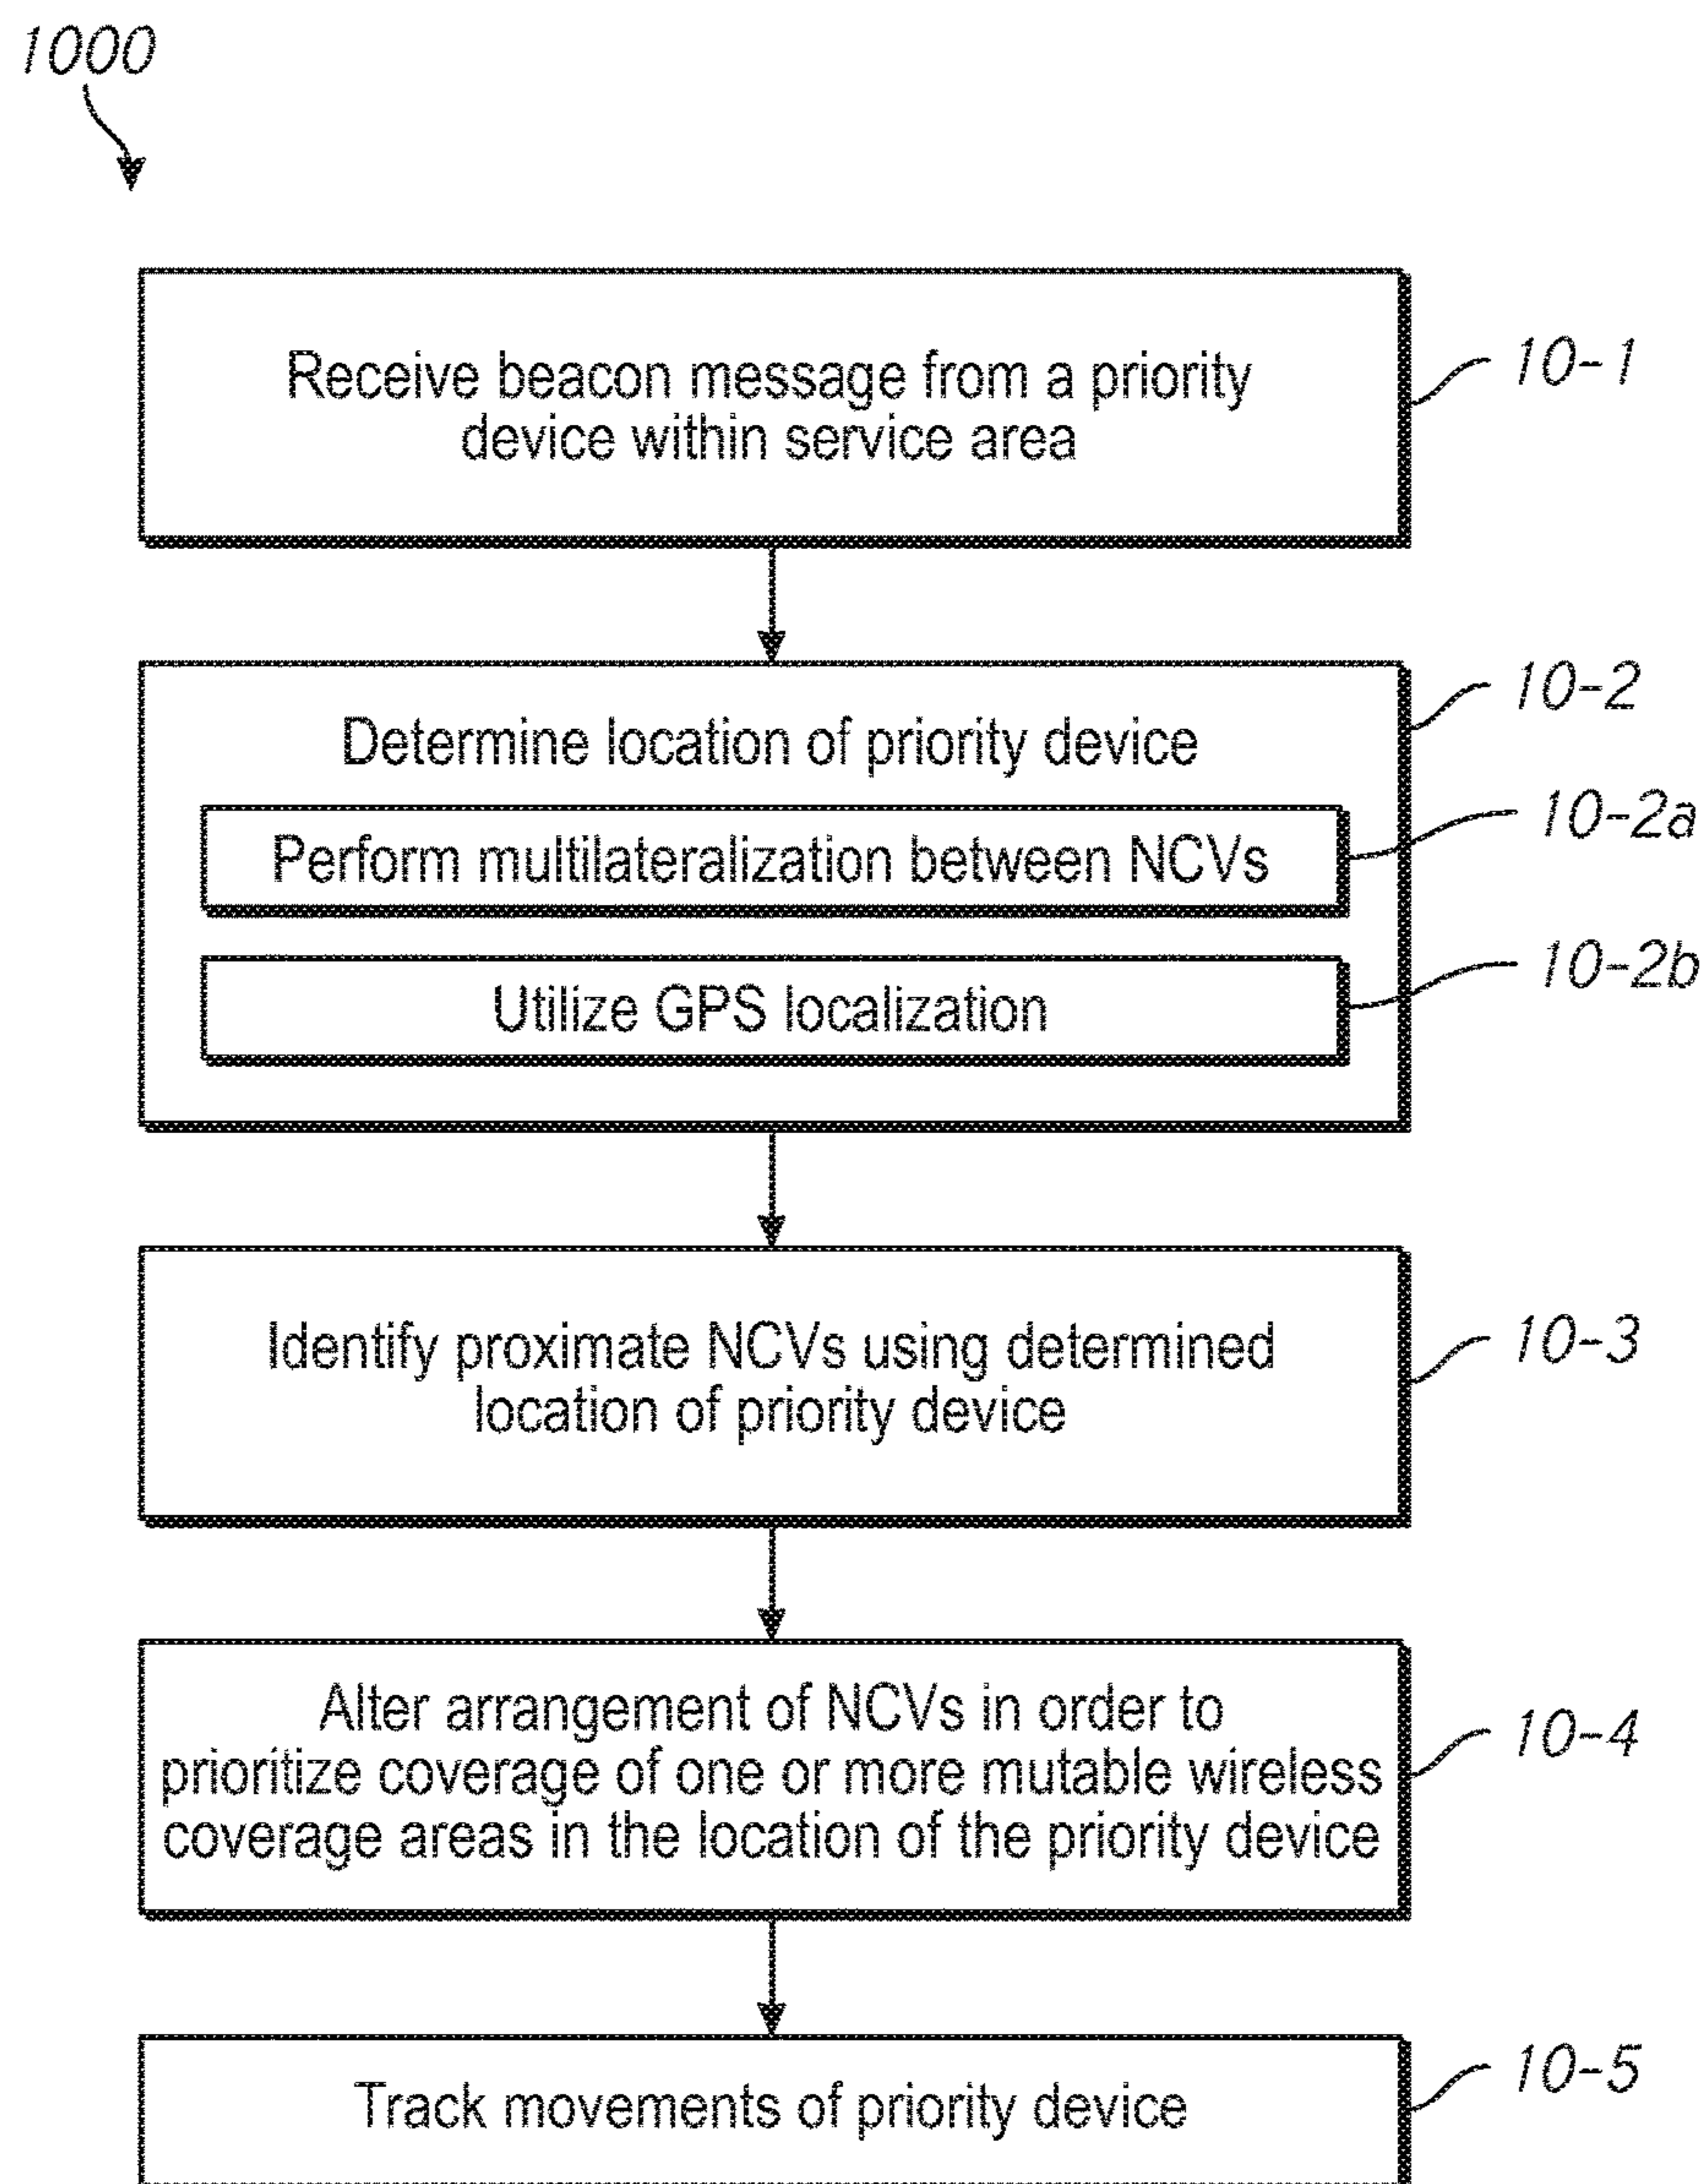 1000
Receive beacon message from a priority
device within service area
10-1
Determine location of priority device
10-2
Perform multilateralization between NCVs
10-2a
Utilize GPS localization
10-2b
Identify proximate NCVs using determined
location of priority device
10-3
Alter arrangement of NCVs in order to
prioritize coverage of one or more mutable wireless
coverage areas in the location of the priority device
10-4
Track movements of priority device
10-5